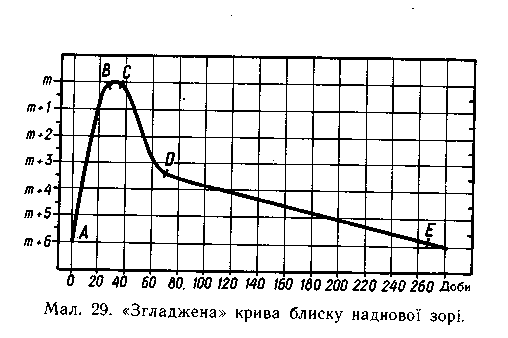 B C
m
m+1
m+2
m+3
D
m+4
m+5
E
m+6
A
0 20 40 60 80 100 120 140 160 180 200 220 240 260 Доби
Мал. 29. «Згладжена» крива блиску наднової зорі.